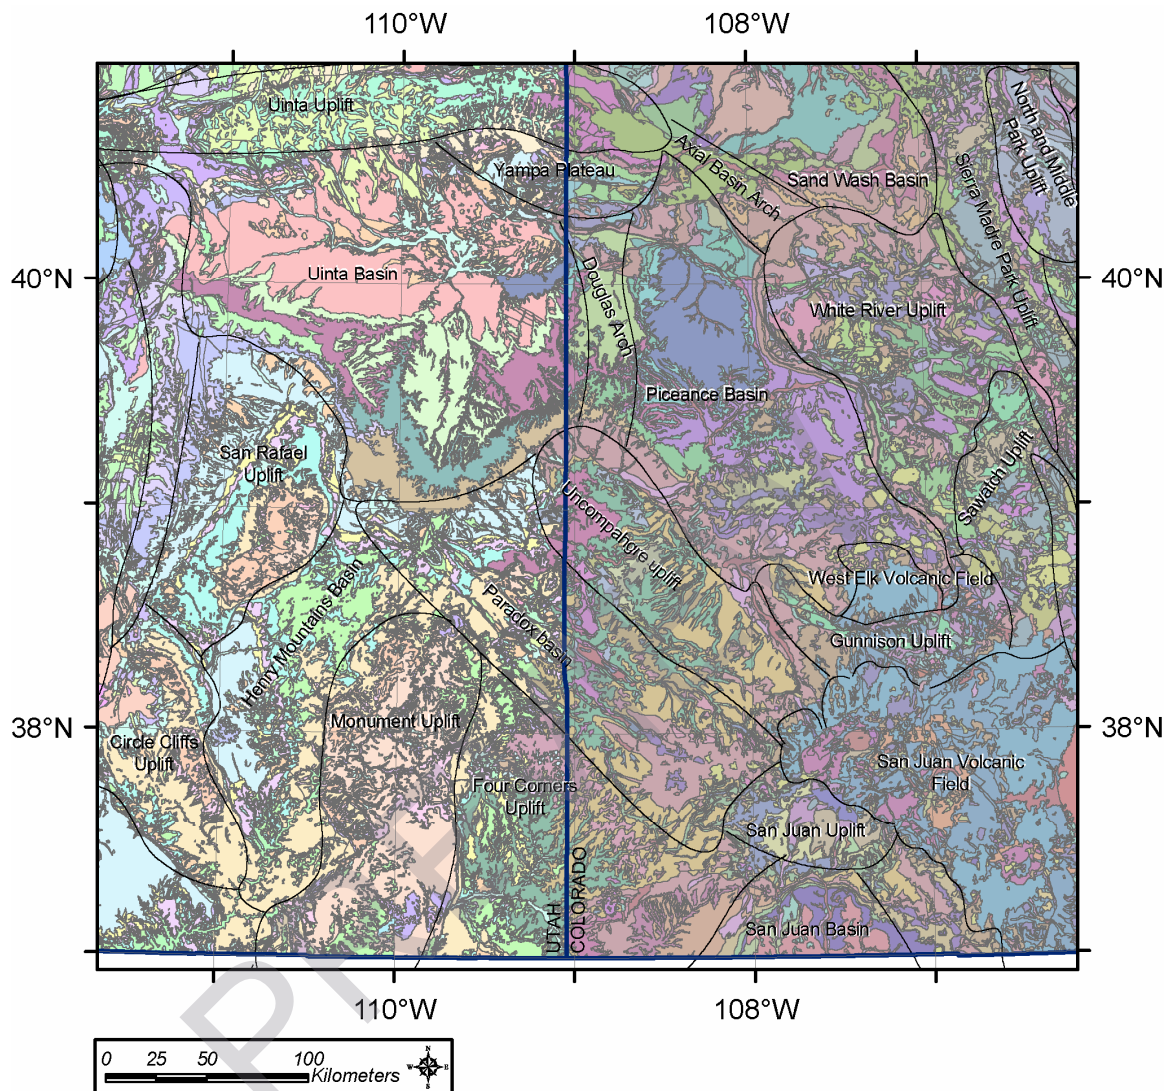 110°W
108°W
Uinta Uplift
North and Middle
Park Uplift
Yampa Plateau
Axial Basin Arch
Sand Wash Basin
Sierra Madre Park Uplift
40°N
Uinta Basin
Douglas Arch
40°N
White River Uplift
Piceance Basin
San Rafael
Uplift
Sawatch Uplift
Uncompahgre uplift
West Elk Volcanic Field
Henry Mountains Basin
Paradox basin
Gunnison Uplift
38°N
Monument Uplift
38°N
Circle Cliffs
Uplift
San Juan Volcanic
Field
Four Corners
Uplift
San Juan Uplift
UTAH
COLORADO
San Juan Basin
110°W
108°W
0 25 50 100
Kilometers
N
W E
S